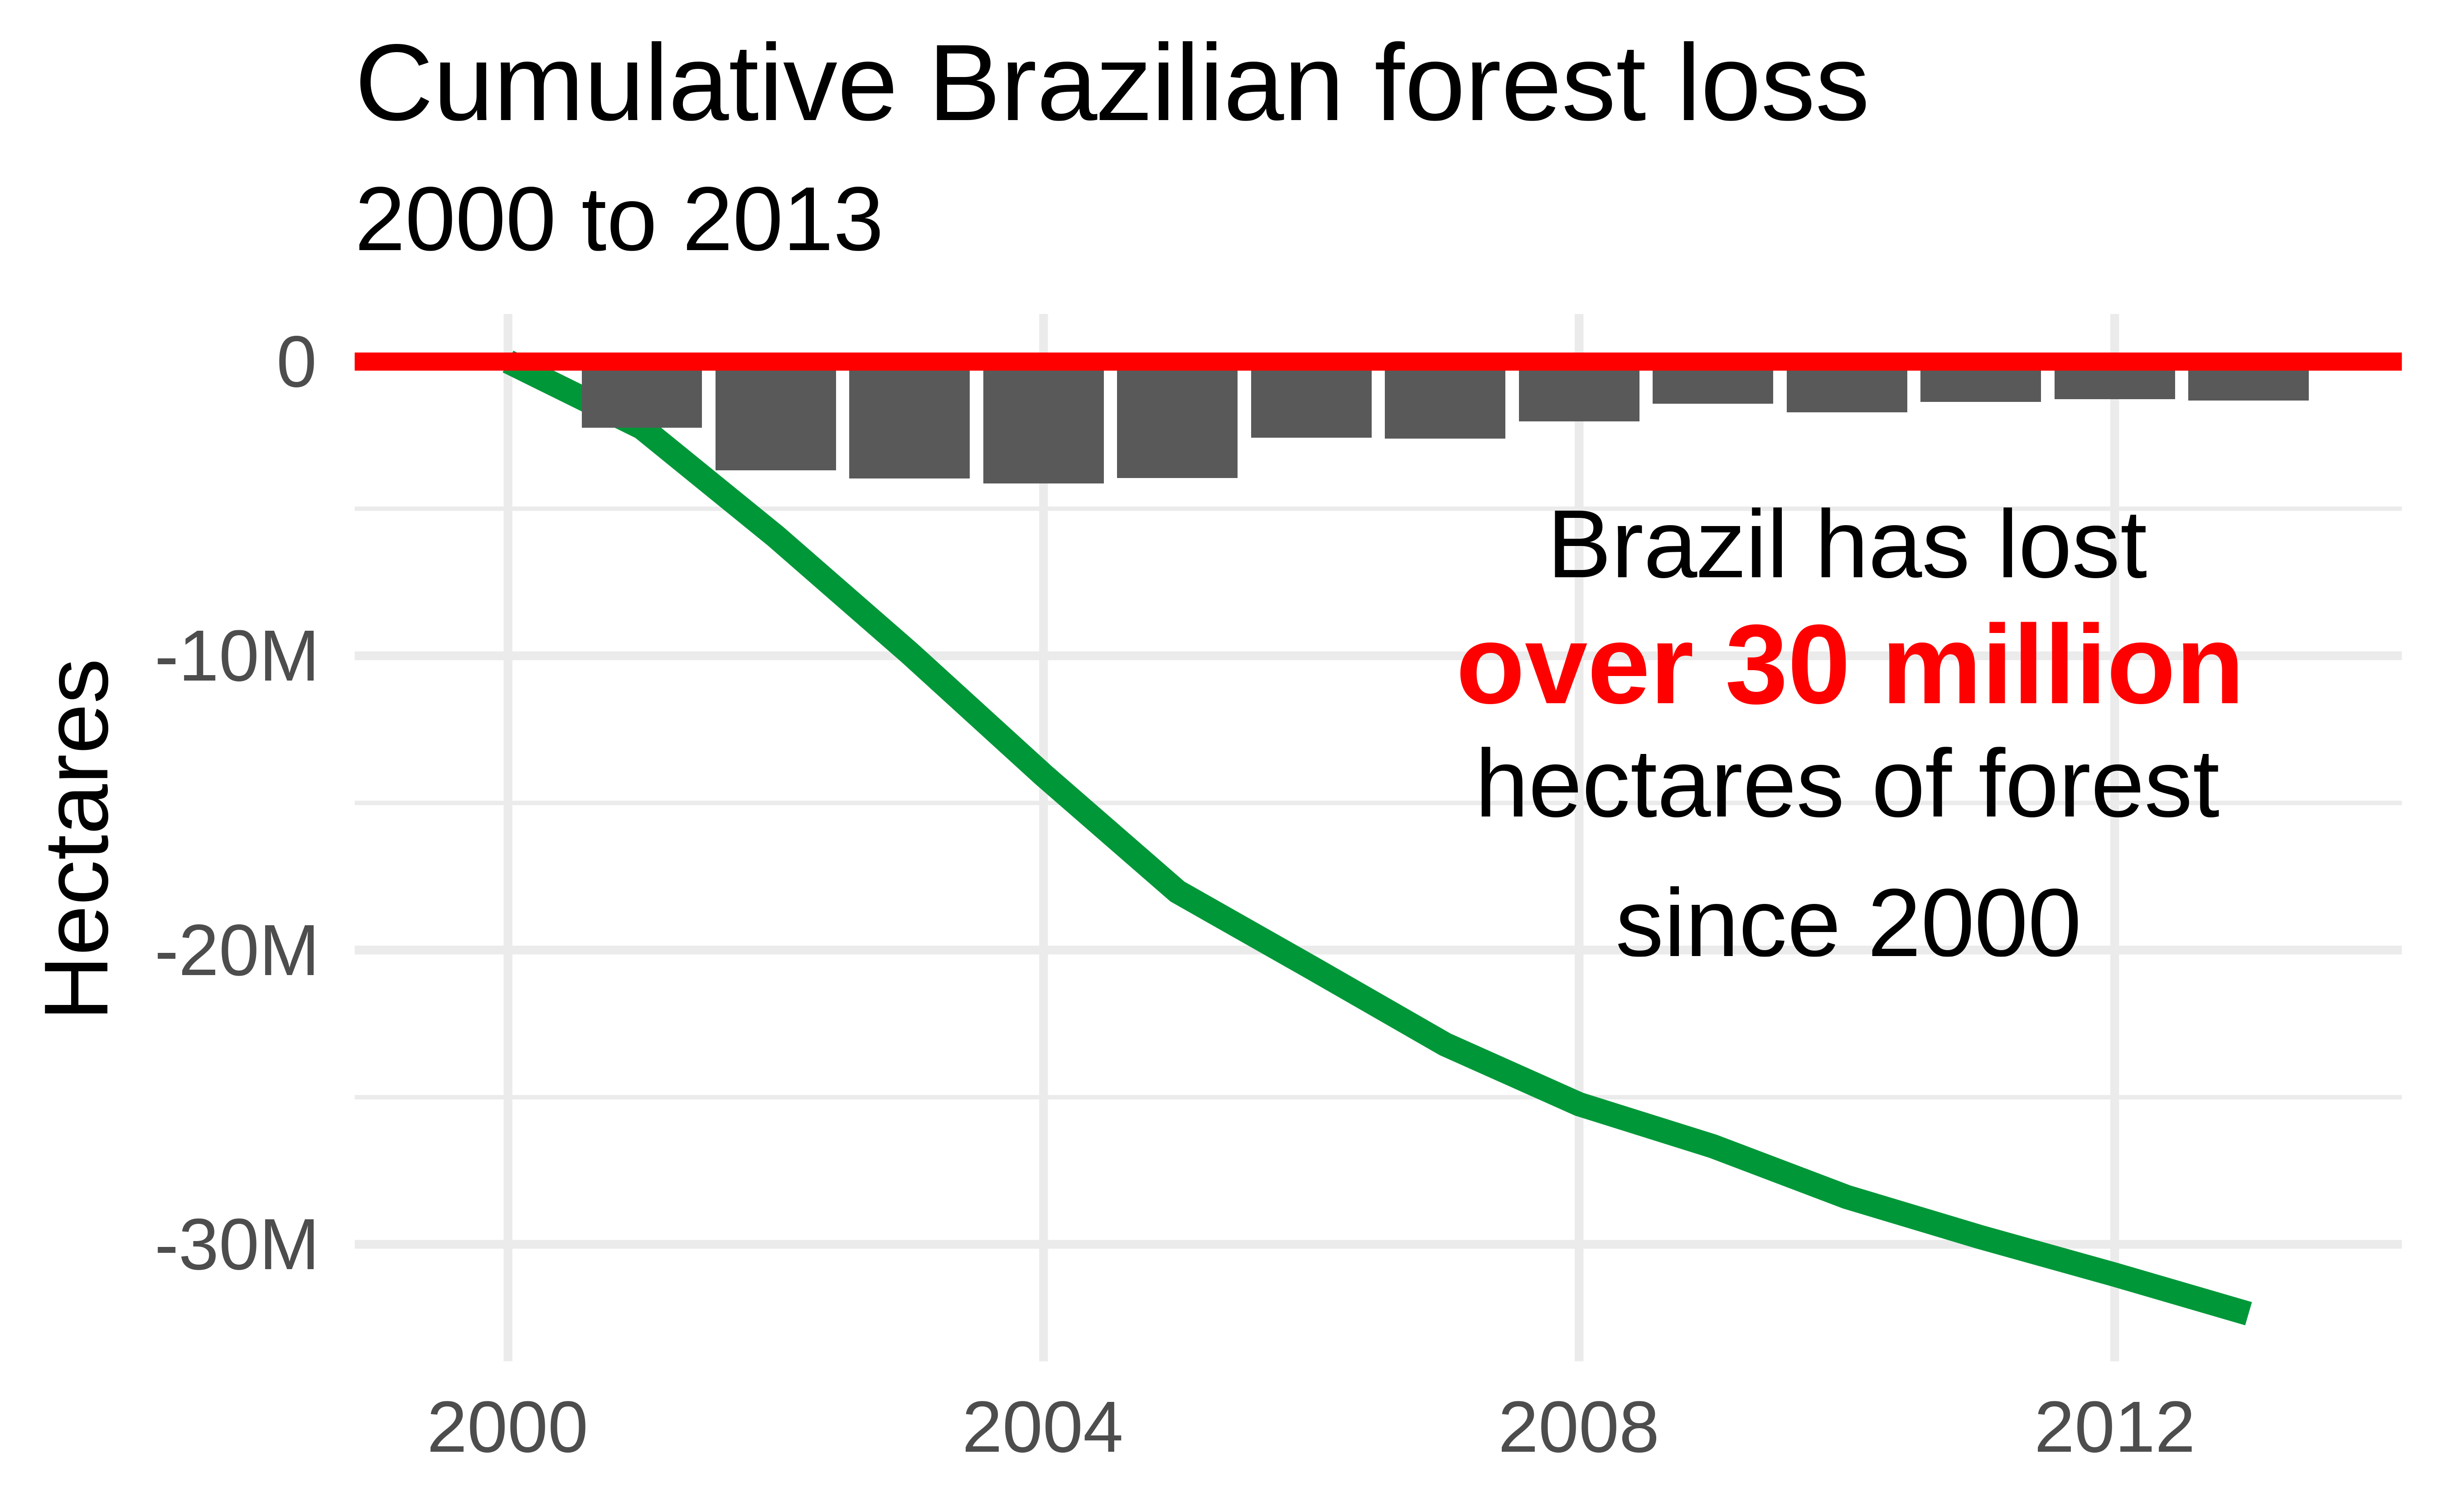 Cumulative Brazilian forest loss
2000 to 2013
0
-10M
-20M
-30M
Hectares
Brazil has lost
over 30 million
hectares of forest
since 2000
2000
2004
2008
2012